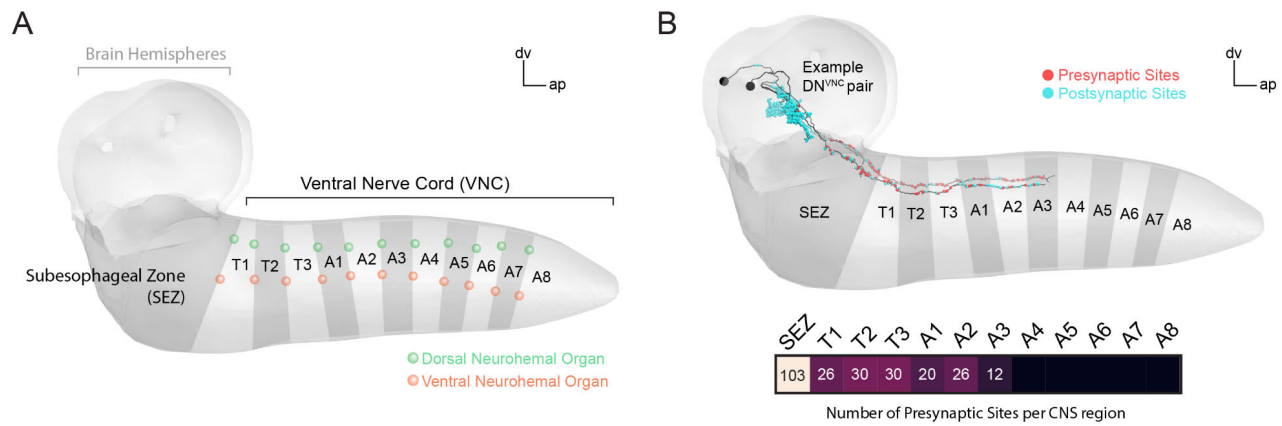 A
Brain Hemispheres
dv
ap
Ventral Nerve Cord (VNC)
T1 T2 T3 A1 A2 A3 A4 A5 A6 A7 A8
Subesophageal Zone
(SEZ)
Dorsal Neurohemal Organ
Ventral Neurohemal Organ
B
Example
DN^VNC pair
dv
ap
Presynaptic Sites
Postsynaptic Sites
SEZ T1 T2 T3 A1 A2 A3 A4 A5 A6 A7 A8
SEZ T1 T2 T3 A1 A2 A3 A4 A5 A6 A7 A8
103 26 30 30 20 26 12
Number of Presynaptic Sites per CNS region